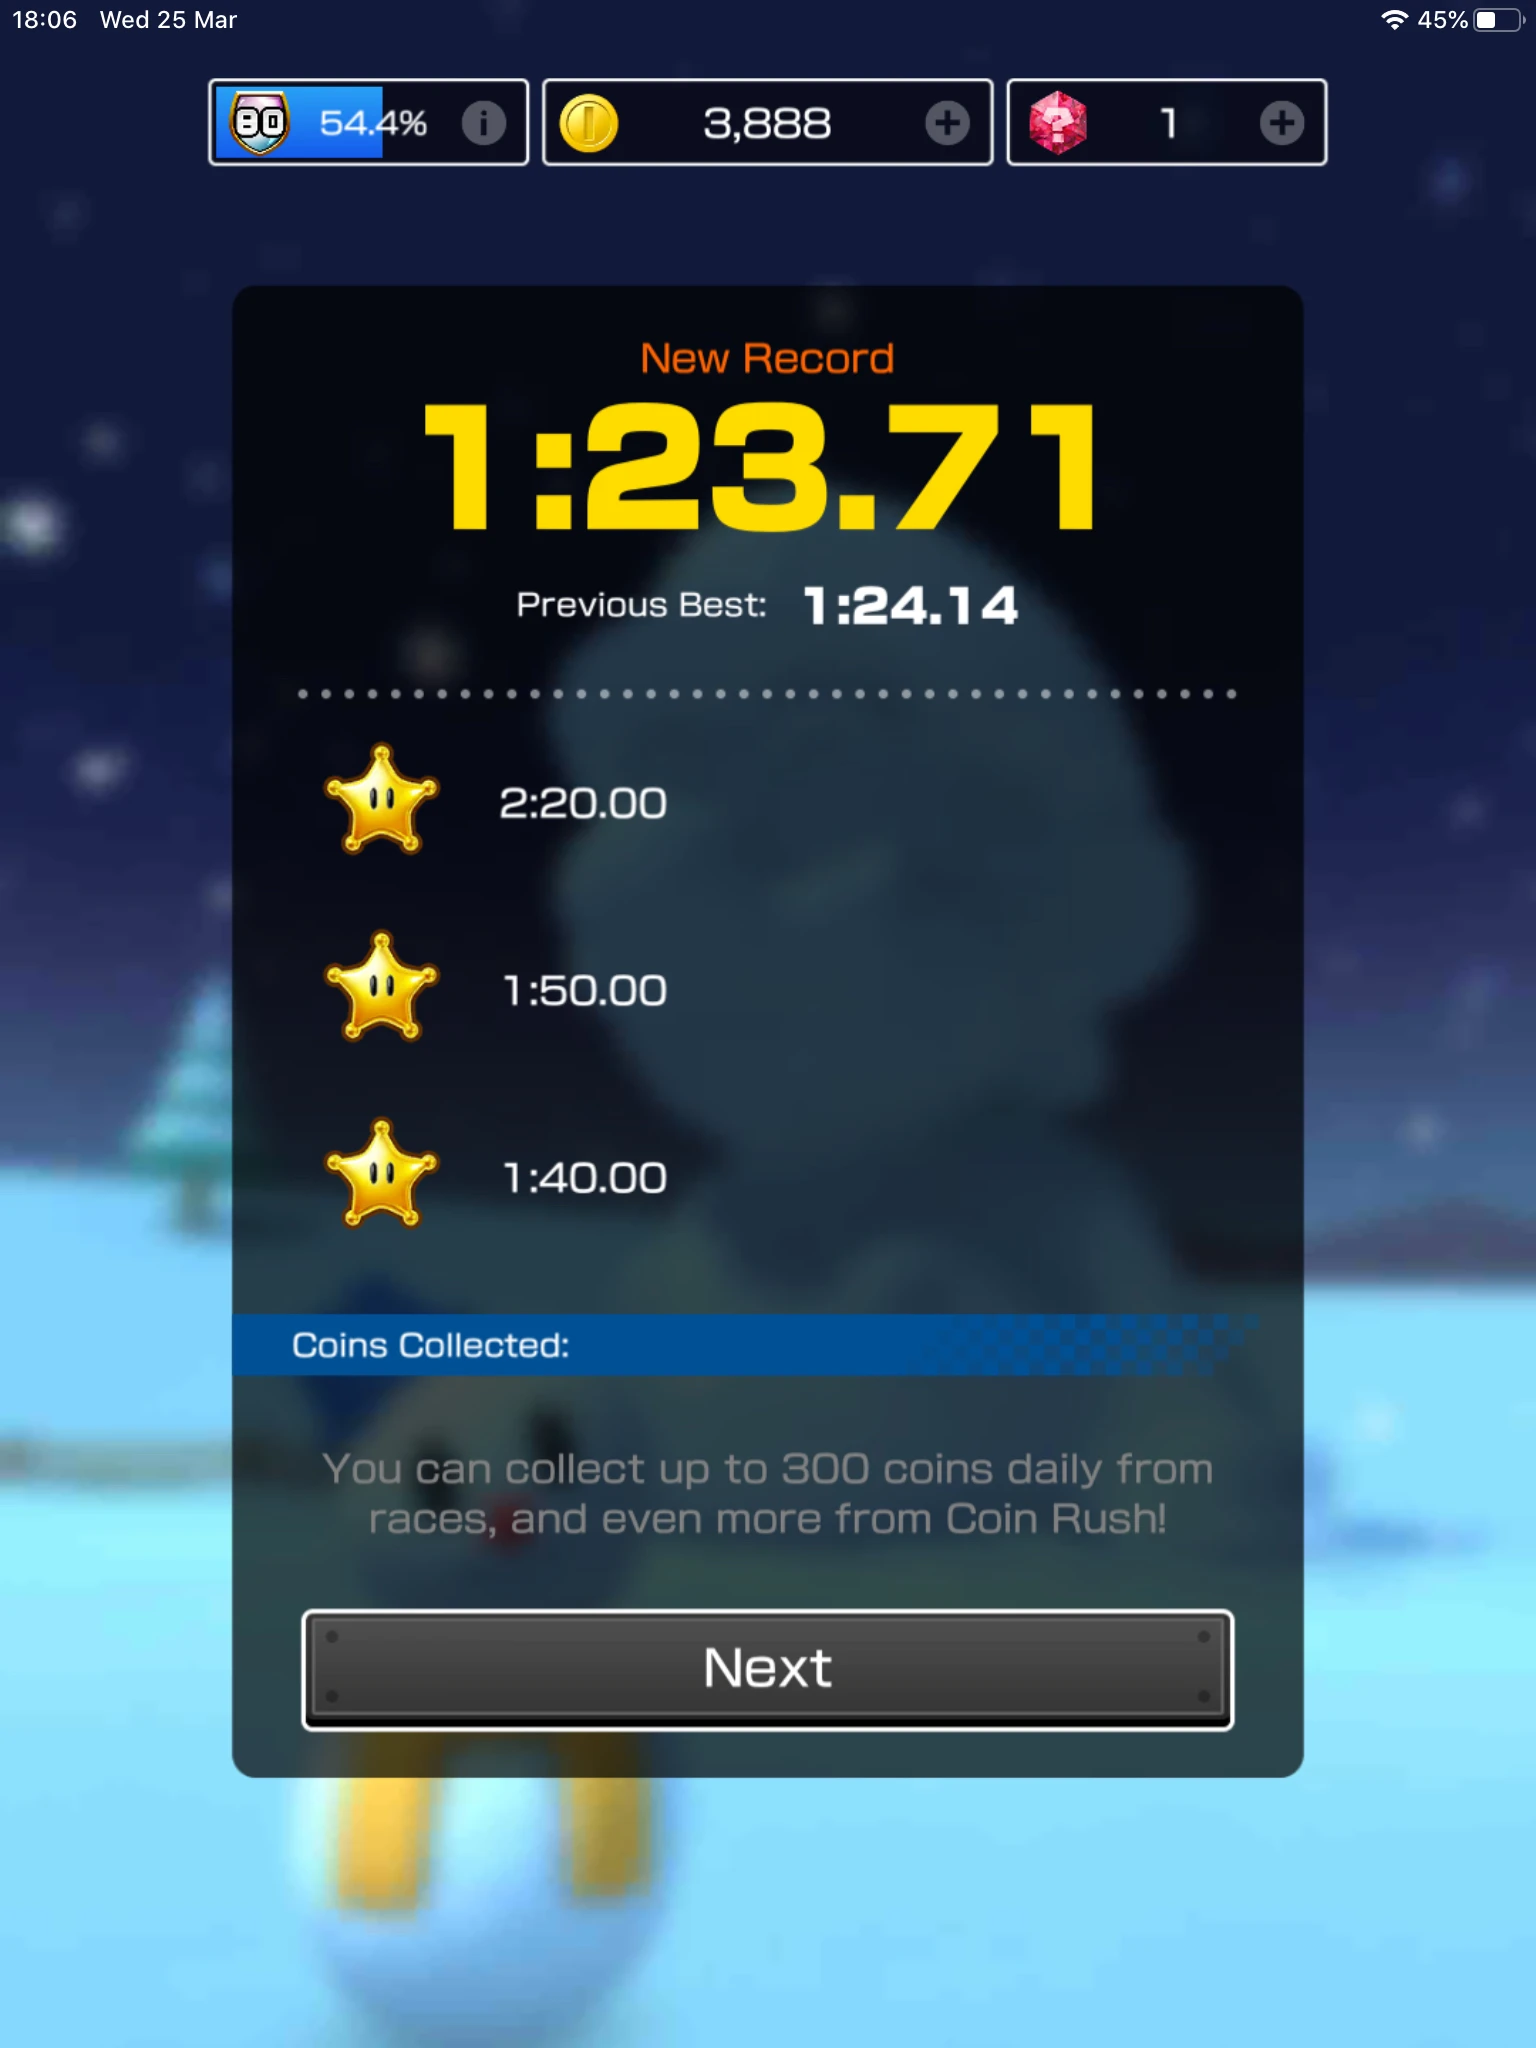 18:06 Wed 25 Mar 45%
80 54.4% i 3,888 + ? 1 +
New Record
1:23.71
Previous Best: 1:24.14
2:20.00
1:50.00
1:40.00
Coins Collected:
You can collect up to 300 coins daily from
races, and even more from Coin Rush!
Next